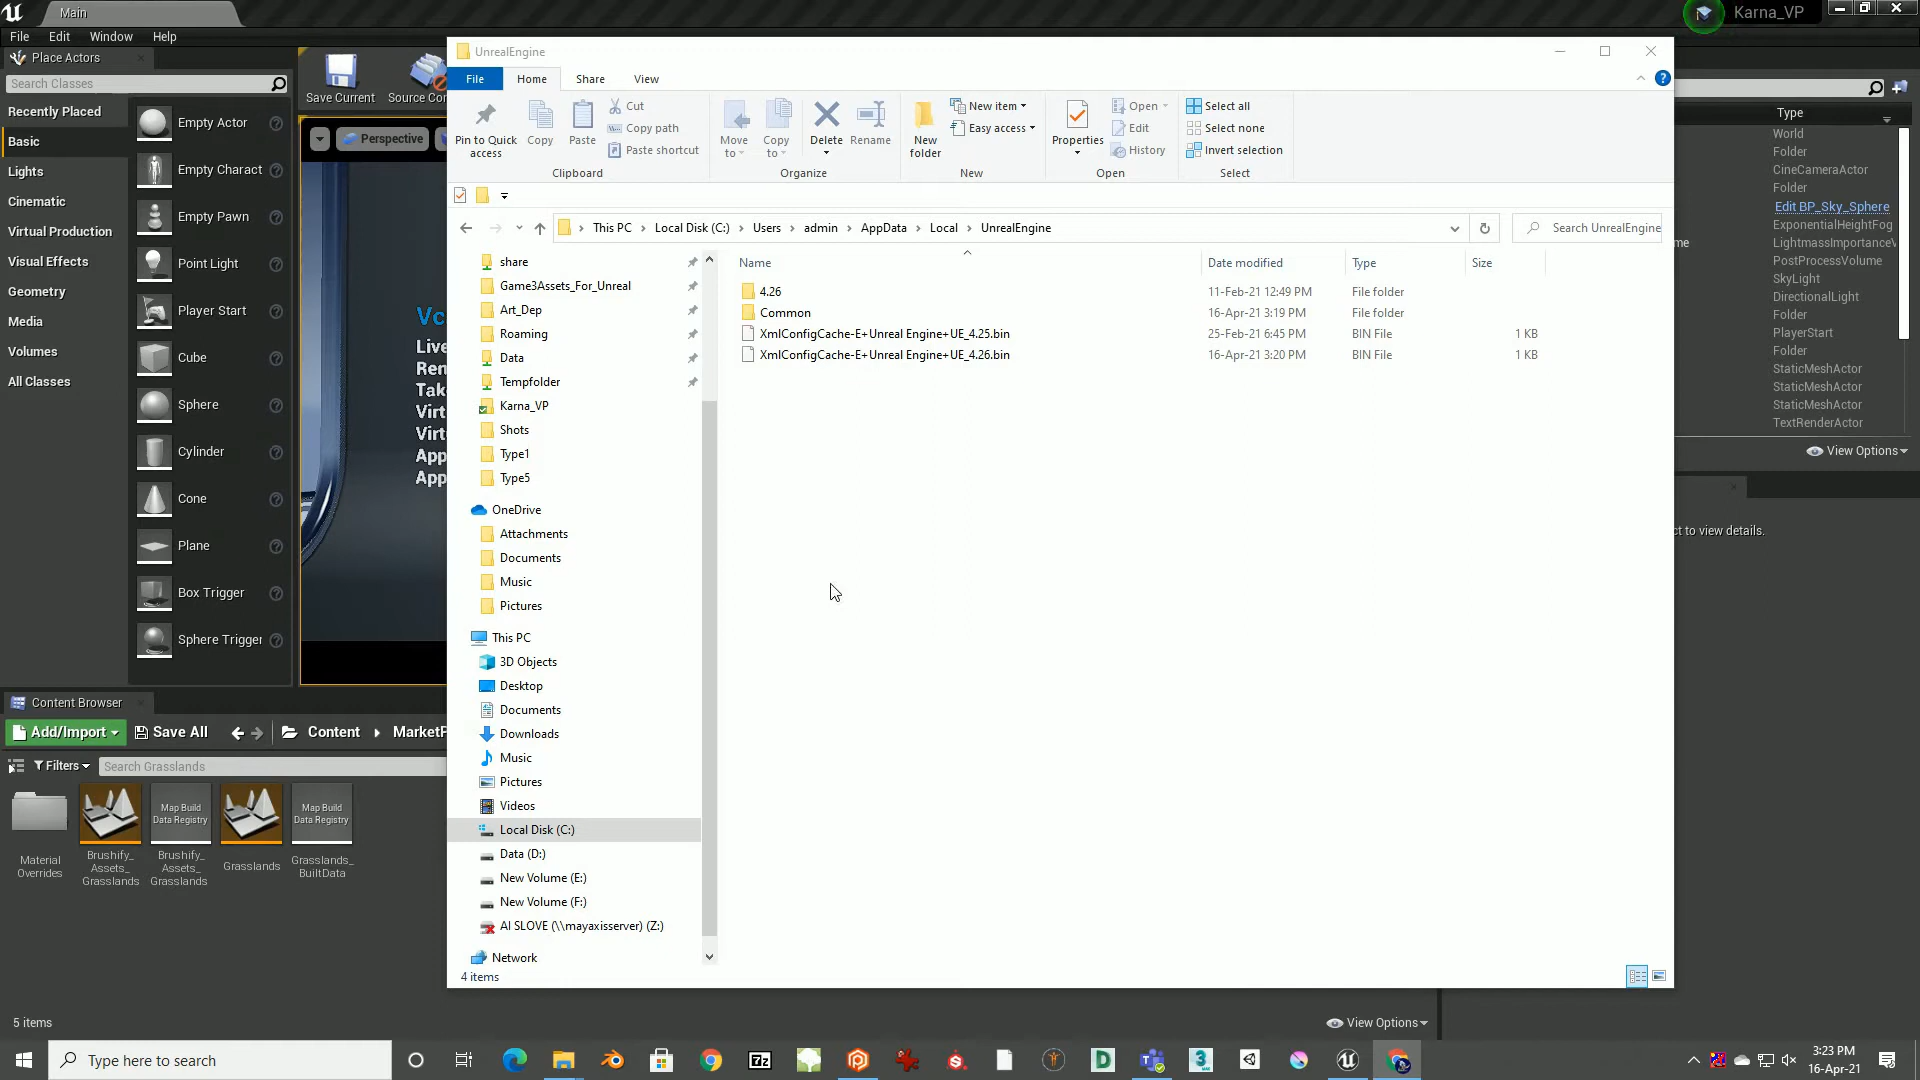 Main
Karna_VP
File Edit Window Help
Place Actors
Search Classes
Recently Placed
Basic
Lights
Cinematic
Virtual Production
Visual Effects
Geometry
Media
Volumes
All Classes
Empty Actor
Empty Charact
Empty Pawn
Point Light
Player Start
Cube
Sphere
Cylinder
Cone
Plane
Box Trigger
Sphere Trigger
Save Current
Source Co
Perspective
Vc
Live
Ren
Tak
Virt
Virt
App
App
UnrealEngine
File Home Share View
Pin to Quick access
Copy
Paste
Cut
Copy path
Paste shortcut
Clipboard
Move to
Copy to
Delete
Rename
Organize
New folder
New item
Easy access
New
Properties
Open
Edit
History
Open
Select all
Select none
Invert selection
Select
This PC > Local Disk (C:) > Users > admin > AppData > Local > UnrealEngine
Search UnrealEngine
Name Date modified Type Size
4.26 11-Feb-21 12:49 PM File folder
Common 16-Apr-21 3:19 PM File folder
XmlConfigCache-E+Unreal Engine+UE_4.25.bin 25-Feb-21 6:45 PM BIN File 1 KB
XmlConfigCache-E+Unreal Engine+UE_4.26.bin 16-Apr-21 3:20 PM BIN File 1 KB
share
Game3Assets_For_Unreal
Art_Dep
Roaming
Data
Tempfolder
Karna_VP
Shots
Type1
Type5
OneDrive
Attachments
Documents
Music
Pictures
This PC
3D Objects
Desktop
Documents
Downloads
Music
Pictures
Videos
Local Disk (C:)
Data (D:)
New Volume (E:)
New Volume (F:)
AI SLOVE (\\mayaxisserver) (Z:)
Network
4 items
Type
World
Folder
CineCameraActor
Folder
Edit BP_Sky_Sphere
ExponentialHeightFog
me LightmassImportanceV
PostProcessVolume
SkyLight
DirectionalLight
Folder
PlayerStart
Folder
StaticMeshActor
StaticMeshActor
StaticMeshActor
TextRenderActor
View Options
ct to view details.
Content Browser
Add/Import
Save All
Content
MarketP
Filters
Search Grasslands
Material Overrides
Brushify_
Assets_
Grasslands
Map Build
Data Registry
Brushify_
Assets_
Grasslands
Grasslands
Map Build
Data Registry
Grasslands_
BuiltData
5 items
View Options
Type here to search
7z
3:23 PM
16-Apr-21